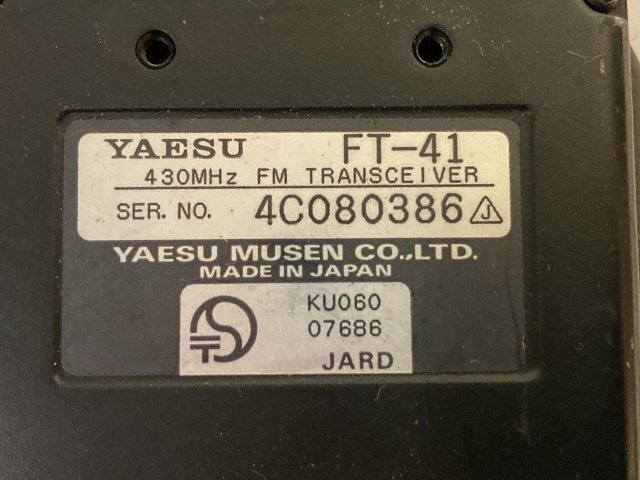 YAESU FT-41
430MHz FM TRANSCEIVER
SER. NO. 4C080386 J
YAESU MUSEN CO.,LTD.
MADE IN JAPAN
KU060
07686
JARD